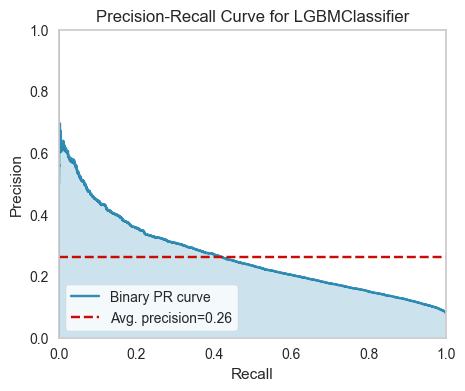 Precision-Recall Curve for LGBMClassifier
1.0
0.8
0.6
0.4
0.2
0.0
Precision
Binary PR curve
Avg. precision=0.26
0.0 0.2 0.4 0.6 0.8 1.0
Recall